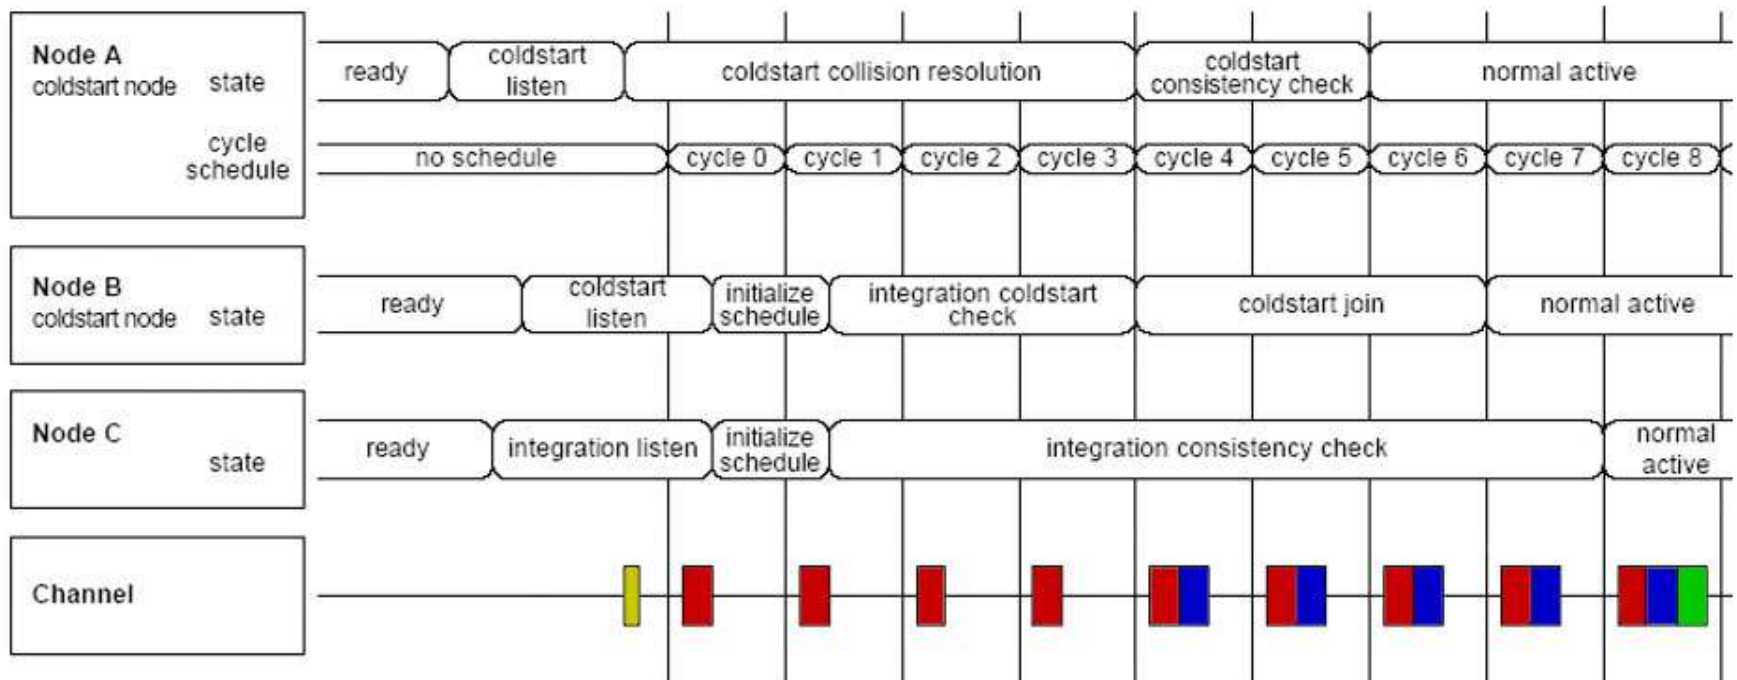 Node A
coldstart node
state
ready
coldstart
listen
coldstart collision resolution
coldstart
consistency check
normal active
cycle
schedule
no schedule
cycle 0
cycle 1
cycle 2
cycle 3
cycle 4
cycle 5
cycle 6
cycle 7
cycle 8
Node B
coldstart node
state
ready
coldstart
listen
initialize
schedule
integration coldstart
check
coldstart join
normal active
Node C
state
ready
integration listen
initialize
schedule
integration consistency check
normal
active
Channel